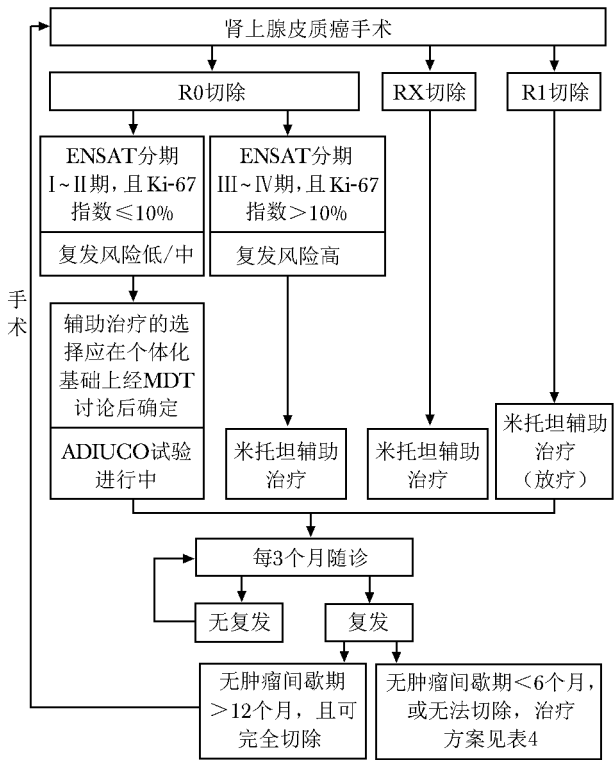 肾上腺皮质癌手术
R0切除
RX切除
R1切除
ENSAT分期
I~II期，且Ki-67
指数≤10%
复发风险低/中
ENSAT分期
III~IV期，且Ki-67
指数>10%
复发风险高
手术
辅助治疗的选
择应在个体化
基础上经MDT
讨论后确定
ADIUCO试验
进行中
米托坦辅助
治疗
米托坦辅助
治疗
米托坦辅助
治疗
（放疗）
每3个月随诊
无复发
复发
无肿瘤间歇期
>12个月，且可
完全切除
无肿瘤间歇期<6个月，
或无法切除，治疗
方案见表4